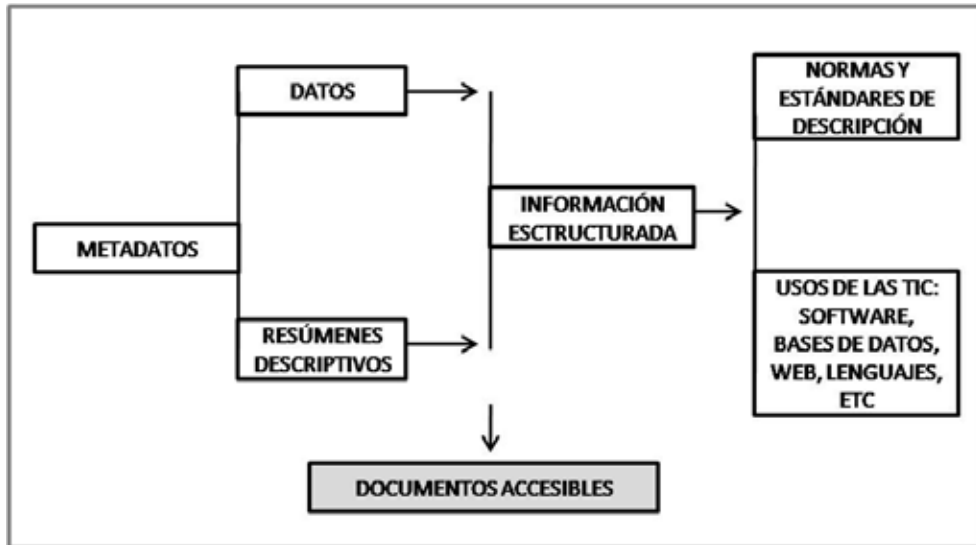 METADATOS
DATOS
RESÚMENES
DESCRIPTIVOS
INFORMACIÓN
ESCTRUCTURADA
NORMAS Y
ESTÁNDARES DE
DESCRIPCIÓN
USOS DE LAS TIC:
SOFTWARE,
BASES DE DATOS,
WEB, LENGUAJES,
ETC
DOCUMENTOS ACCESIBLES